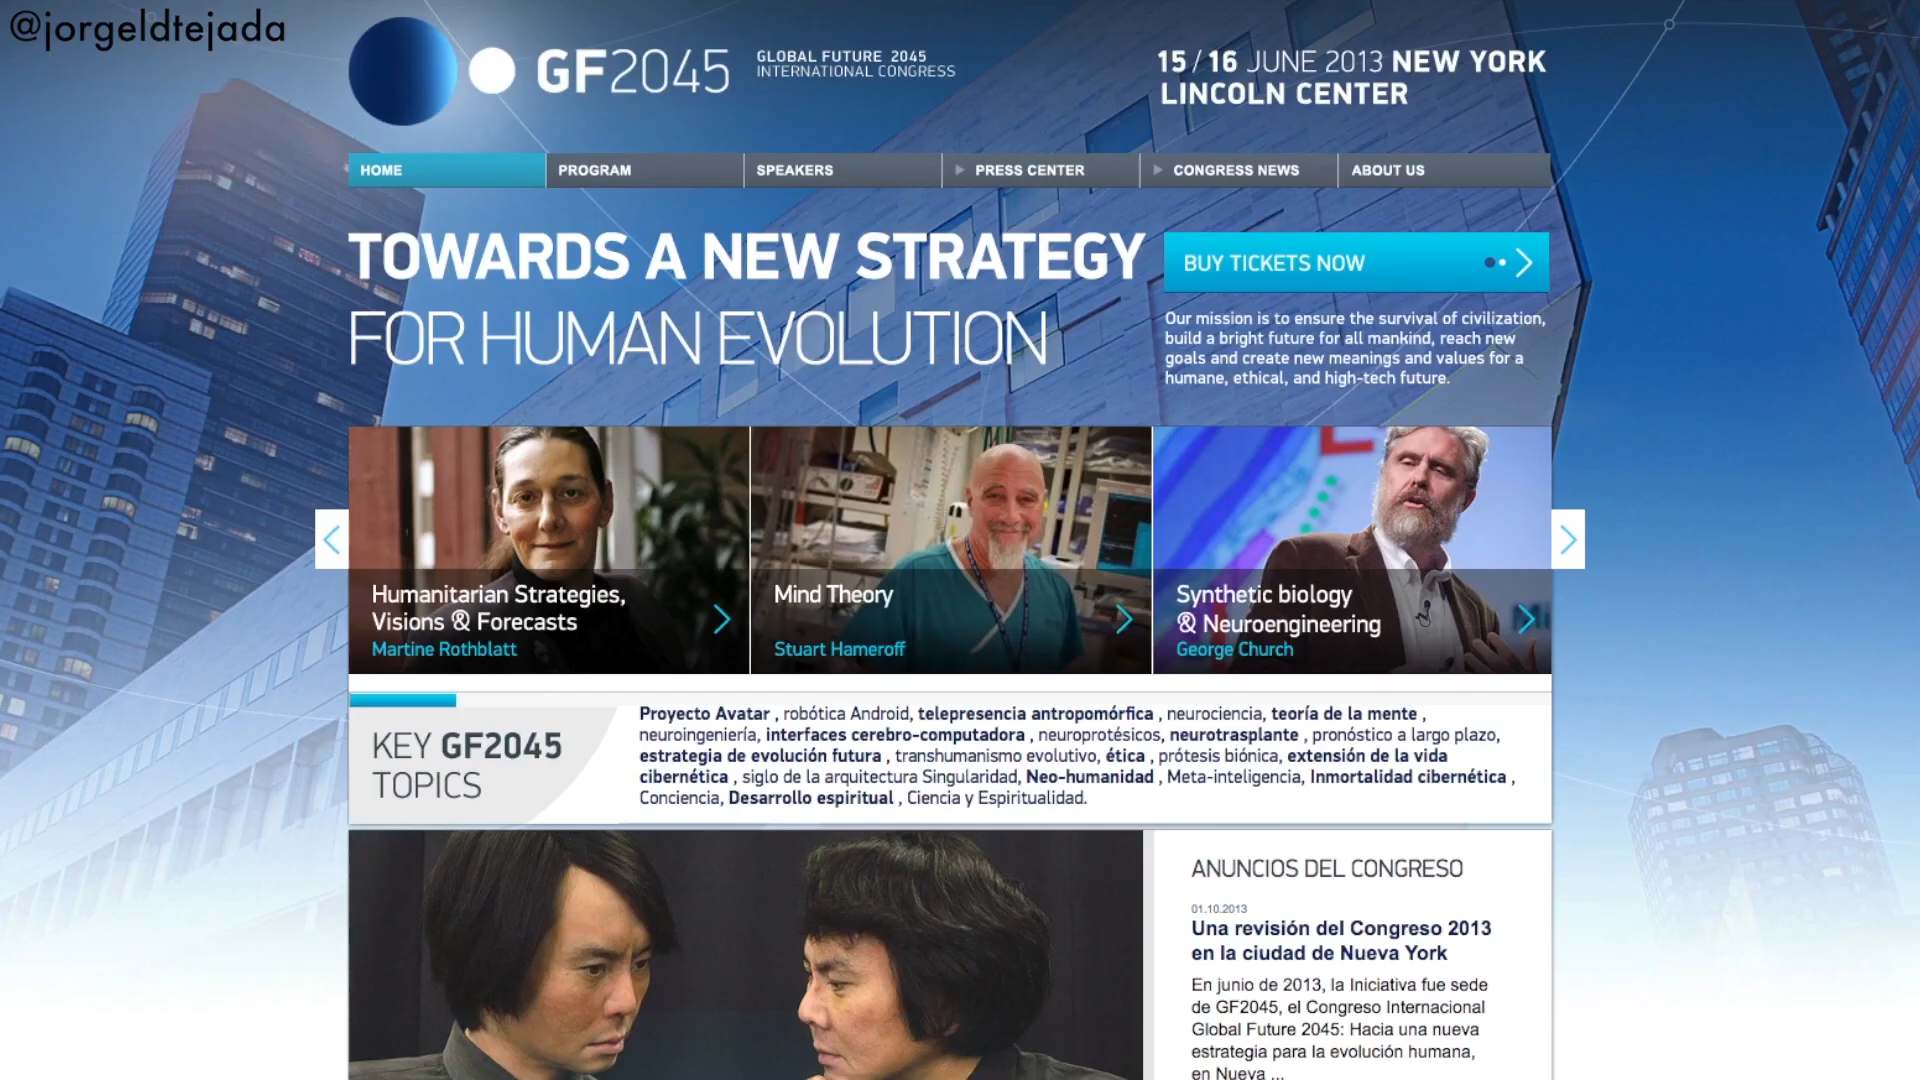 @jorgeldtejada
GF2045
GLOBAL FUTURE 2045
INTERNATIONAL CONGRESS
15/16 JUNE 2013 NEW YORK
LINCOLN CENTER
HOME
PROGRAM
SPEAKERS
PRESS CENTER
CONGRESS NEWS
ABOUT US
TOWARDS A NEW STRATEGY
FOR HUMAN EVOLUTION
BUY TICKETS NOW
Our mission is to ensure the survival of civilization,
build a bright future for all mankind, reach new
goals and create new meanings and values for a
humane, ethical, and high-tech future.
Humanitarian Strategies,
Visions & Forecasts
Martine Rothblatt
Mind Theory
Stuart Hameroff
Synthetic biology
& Neuroengineering
George Church
KEY GF2045
TOPICS
Proyecto Avatar , robótica Android, telepresencia antropomórfica , neurociencia, teoría de la mente ,
neuroingeniería, interfaces cerebro-computadora , neuroprotésicos, neurotrasplante , pronóstico a largo plazo,
estrategia de evolución futura , transhumanismo evolutivo, ética , prótesis biónica, extensión de la vida
cibernética , siglo de la arquitectura Singularidad, Neo-humanidad , Meta-inteligencia, Inmortalidad cibernética ,
Conciencia, Desarrollo espiritual , Ciencia y Espiritualidad.
ANUNCIOS DEL CONGRESO
01.10.2013
Una revisión del Congreso 2013
en la ciudad de Nueva York
En junio de 2013, la Iniciativa fue sede
de GF2045, el Congreso Internacional
Global Future 2045: Hacia una nueva
estrategia para la evolución humana,
en Nueva ...